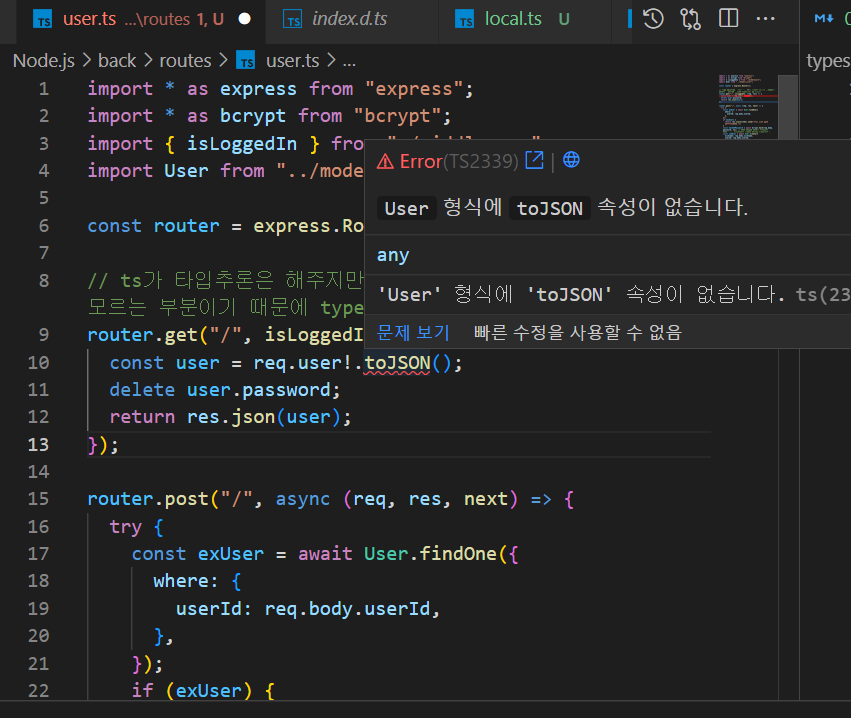 TS user.ts ...\routes 1, U
TS index.d.ts
TS local.ts U
Node.js > back > routes > TS user.ts > ...
types
1 import * as express from "express";
2 import * as bcrypt from "bcrypt";
3 import { isLoggedIn } fro
4 import User from "../mode
5
6 const router = express.Ro
7
8 // ts가 타입추론은 해주지만
모르는 부분이기 때문에 type
9 router.get("/", isLoggedI
10 const user = req.user!.toJSON();
11 delete user.password;
12 return res.json(user);
13 });
14
15 router.post("/", async (req, res, next) => {
16 try {
17 const exUser = await User.findOne({
18 where: {
19 userId: req.body.userId,
20 },
21 });
22 if (exUser) {
Error(TS2339) |
User 형식에 toJSON 속성이 없습니다.
any
'User' 형식에 'toJSON' 속성이 없습니다. ts(23
문제 보기 빠른 수정을 사용할 수 없음